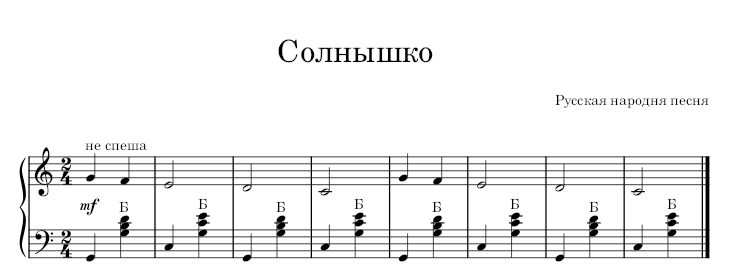 Солнышко
Русская народня песня
не спеша
mf
Б Б Б Б Б Б Б Б